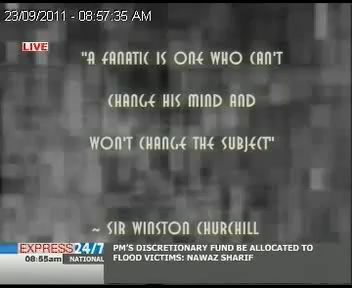 23/09/2011 - 08:57:35 AM
LIVE
"A FANATIC IS ONE WHO CAN'T
CHANGE HIS MIND AND
WON'T CHANGE THE SUBJECT"
~ SIR WINSTON CHURCHILL
EXPRESS 24/7
08:55am NATIONAL
PM'S DISCRETIONARY FUND BE ALLOCATED TO
FLOOD VICTIMS: NAWAZ SHARIF